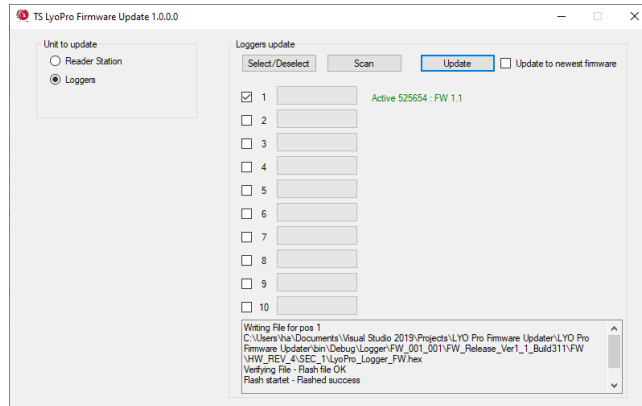 TS LyoPro Firmware Update 1.0.0.0
Unit to update
Reader Station
Loggers
Loggers update
Select/Deselect
Scan
Update
Update to newest firmware
1
Active 525654 : FW 1.1
2
3
4
5
6
7
8
9
10
Writing File for pos 1
C:\Users\ha\Documents\Visual Studio 2019\Projects\LYO Pro Firmware Updater\LYO Pro
Firmware Updater\bin\Debug\Logger\FW_001_001\FW_Release_Ver1_1_Build311\FW
\HW_REV_4\SEC_1\LyoPro_Logger_FW.hex
Verifying File - Flash file OK
Flash startet - Flashed success